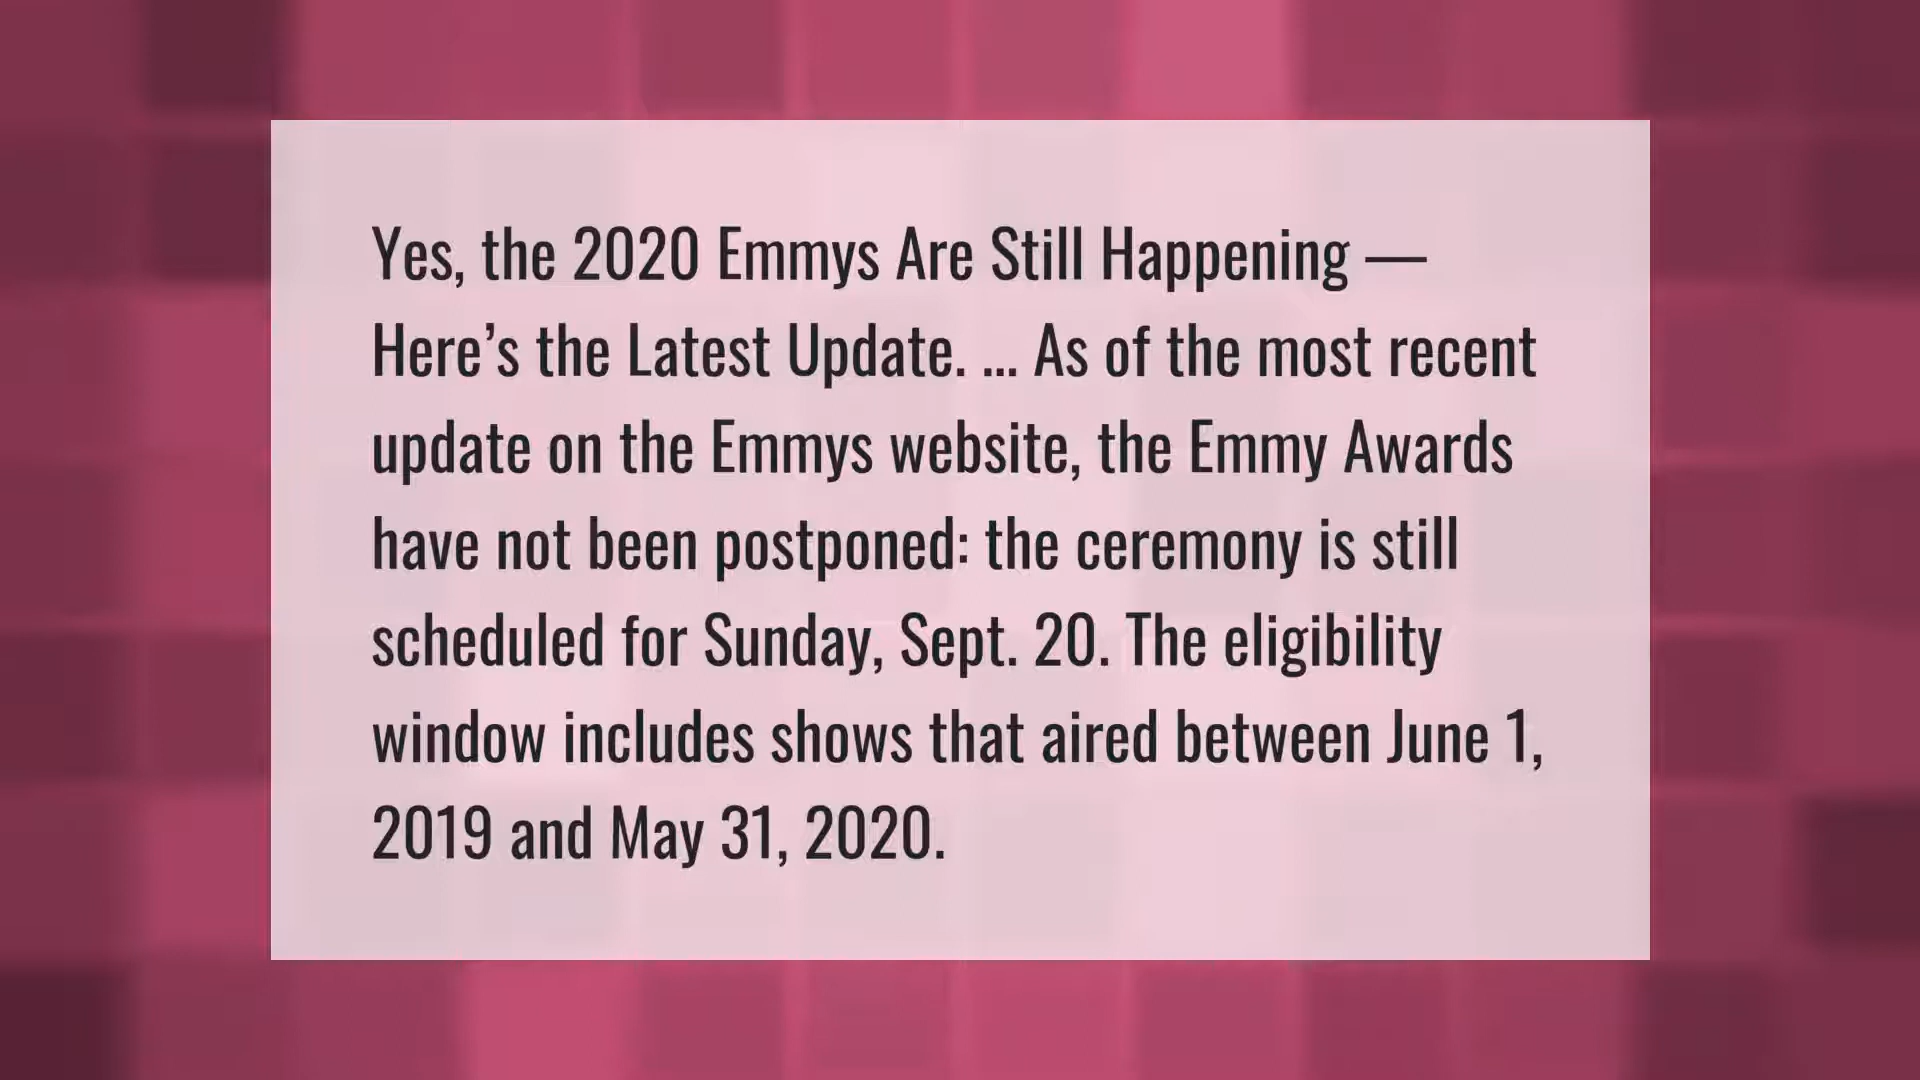 Yes, the 2020 Emmys Are Still Happening —
Here’s the Latest Update. ... As of the most recent
update on the Emmys website, the Emmy Awards
have not been postponed: the ceremony is still
scheduled for Sunday, Sept. 20. The eligibility
window includes shows that aired between June 1,
2019 and May 31, 2020.